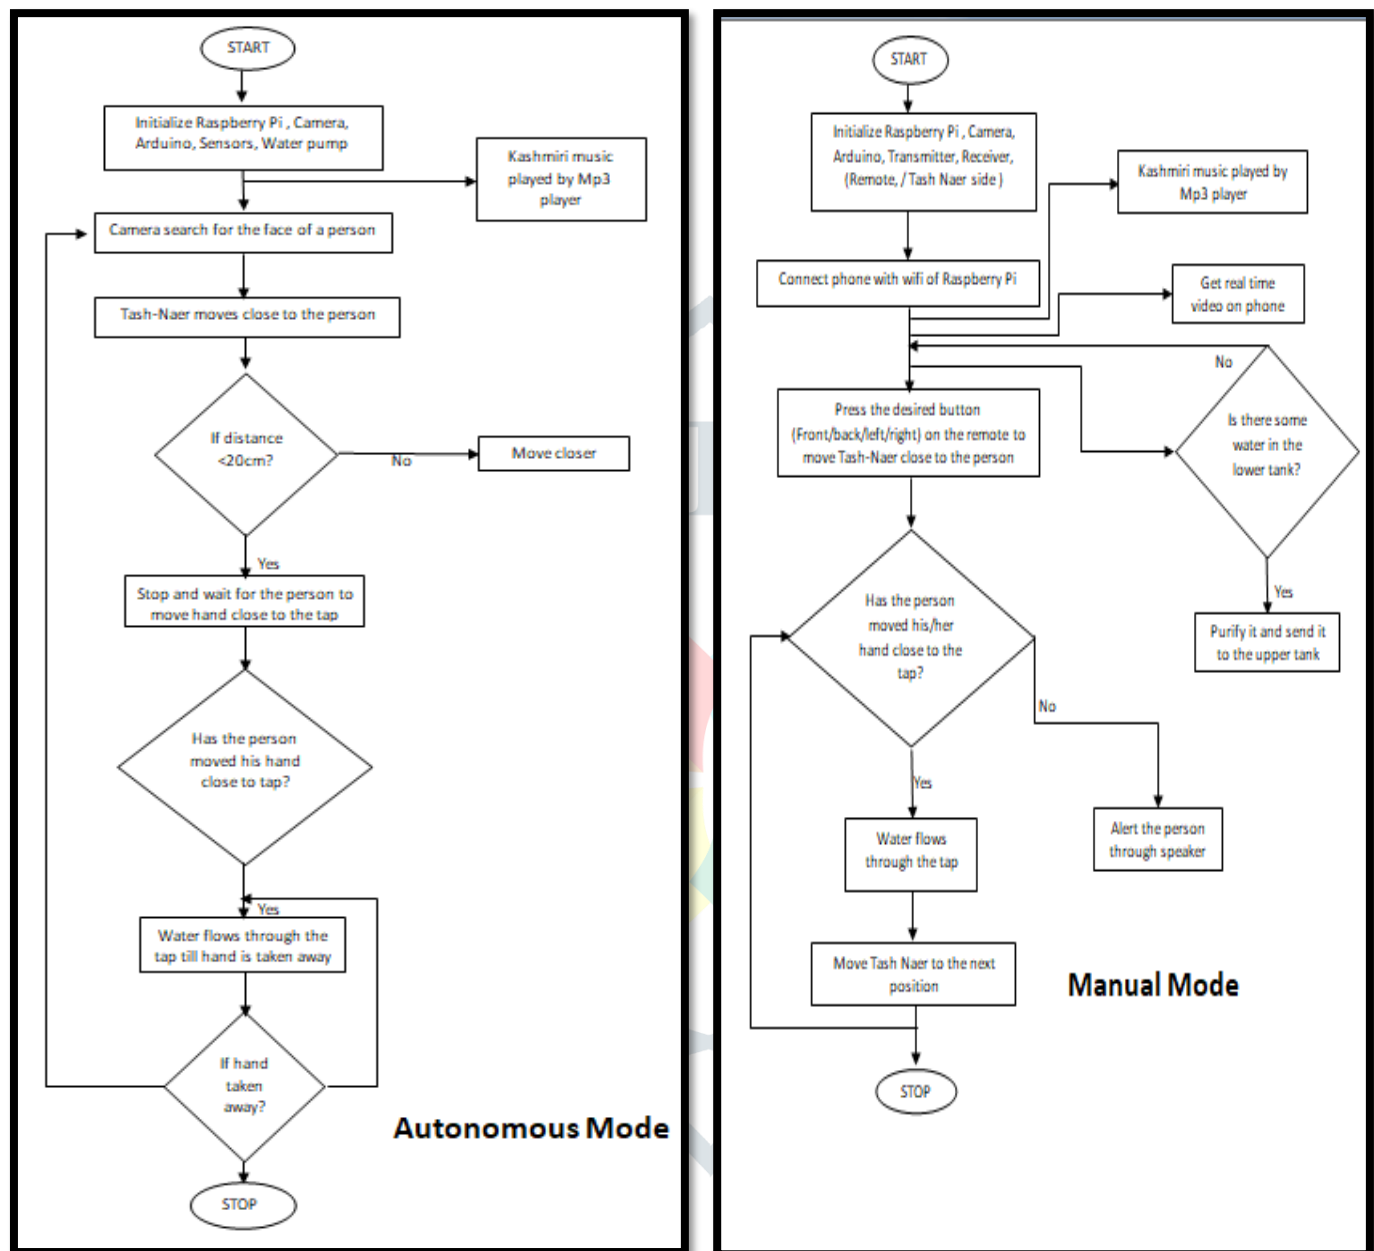 START
Initialize Raspberry Pi , Camera,
Arduino, Sensors, Water pump
Kashmiri music
played by Mp3
player
Camera search for the face of a person
Tash-Naer moves close to the person
If distance
<20cm?
No
Move closer
Yes
Stop and wait for the person to
move hand close to the tap
Has the person
moved his hand
close to tap?
Yes
Water flows through the
tap till hand is taken away
If hand
taken
away?
Autonomous Mode
STOP
START
Initialize Raspberry Pi , Camera,
Arduino, Transmitter, Receiver,
(Remote, / Tash Naer side )
Kashmiri music played by
Mp3 player
Connect phone with wifi of Raspberry Pi
Get real time
video on phone
No
Press the desired button
(Front/back/left/right) on the remote to
move Tash-Naer close to the person
Is there some
water in the
lower tank?
Yes
Purify it and send it
to the upper tank
Has the person
moved his/her
hand close to the
tap?
No
Yes
Alert the person
through speaker
Water flows
through the tap
Move Tash Naer to the next
position
Manual Mode
STOP